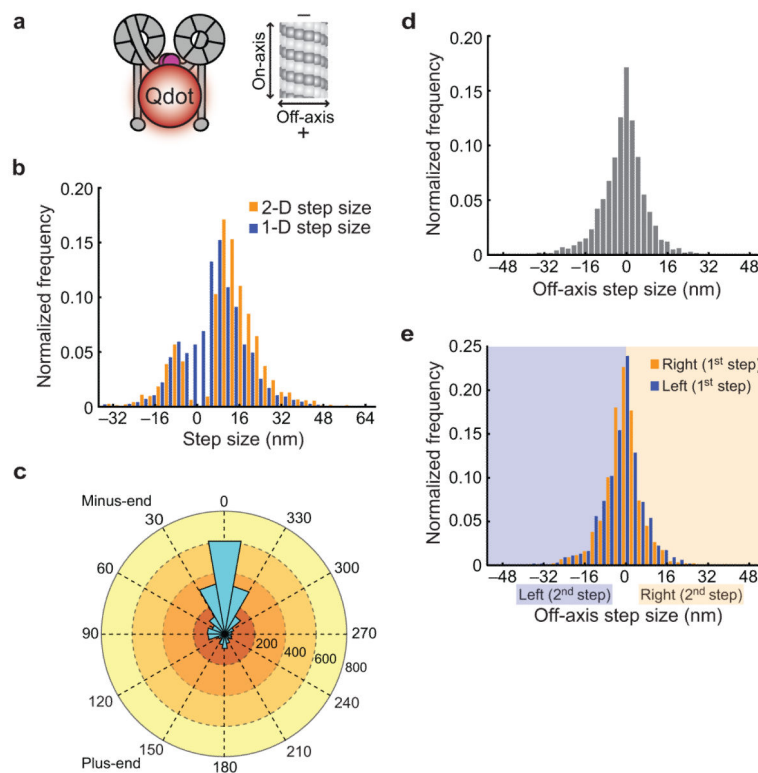 a
Qdot
On-axis
−
Off-axis
+
b
Normalized frequency
0.20
0.15
0.10
0.05
0
2-D step size
1-D step size
−32 −16 0 16 32 48 64
Step size (nm)
c
Minus-end
0
30 330
60 300
90 270
120 240
150 210
180
200 400 600 800
Plus-end
d
Normalized frequency
0.20
0.15
0.10
0.05
0
−48 −32 −16 0 16 32 48
Off-axis step size (nm)
e
Normalized frequency
0.25
0.20
0.15
0.10
0.05
0.00
Right (1st step)
Left (1st step)
−48 −32 −16 0 16 32 48
Left (2nd step) Right (2nd step)
Off-axis step size (nm)